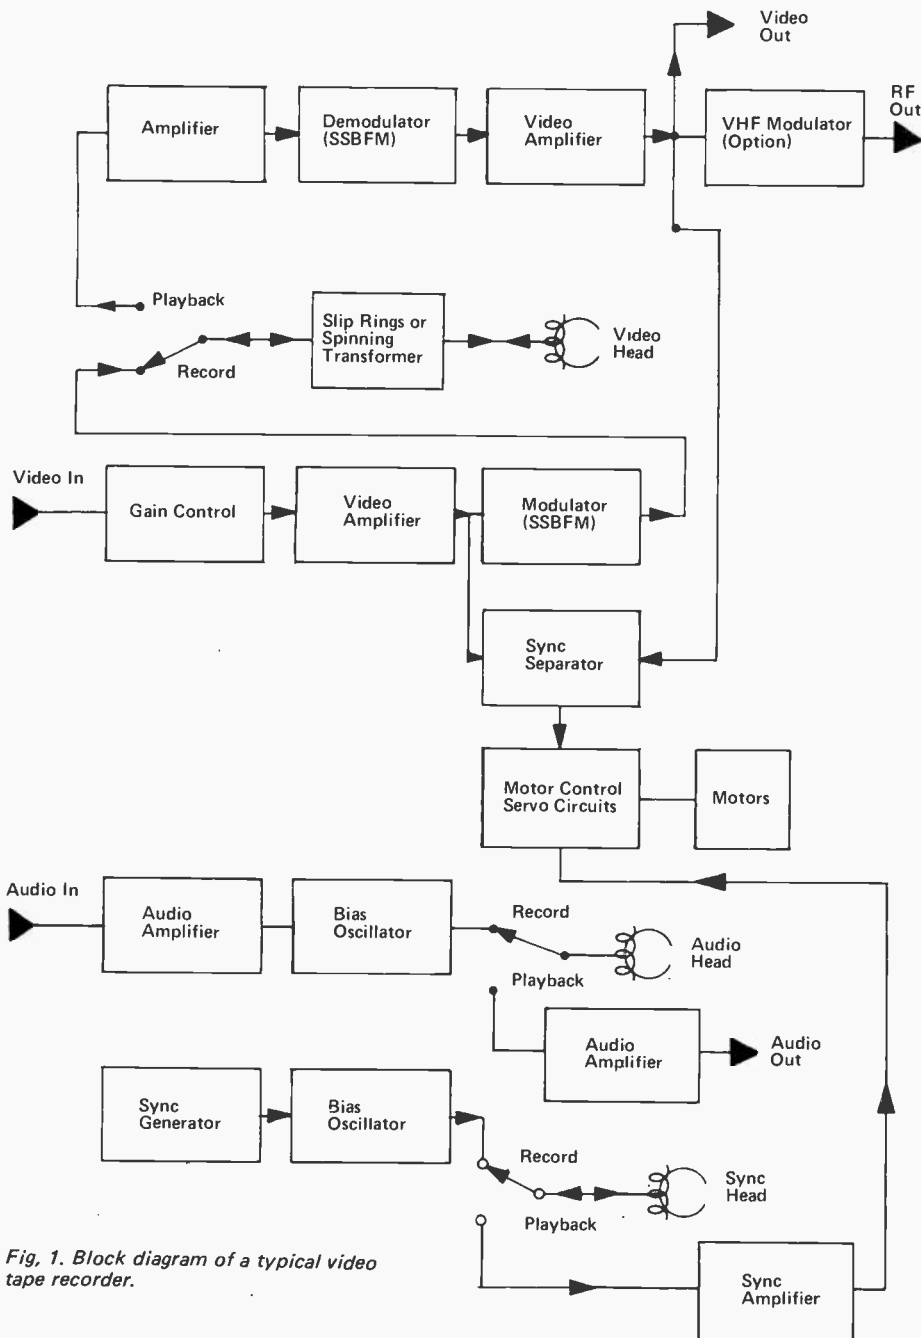 Video
Out
Amplifier
Demodulator
(SSBFM)
Video
Amplifier
VHF Modulator
(Option)
RF
Out
Playback
Record
Slip Rings or
Spinning
Transformer
Video
Head
Video In
Gain Control
Video
Amplifier
Modulator
(SSBFM)
Sync
Separator
Motor Control
Servo Circuits
Motors
Audio In
Audio
Amplifier
Bias
Oscillator
Record
Playback
Audio
Head
Audio
Amplifier
Audio
Out
Sync
Generator
Bias
Oscillator
Record
Playback
Sync
Head
Sync
Amplifier
Fig, 1. Block diagram of a typical video
tape recorder.